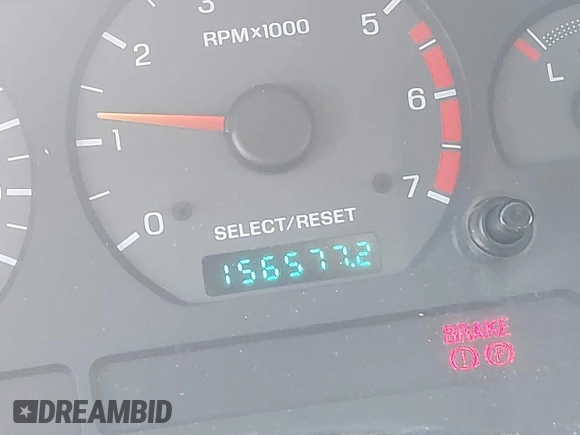 3
5
RPM×1000
2
L
6
1
7
0
SELECT/RESET
156577.2
BRAKE
(!) (P)
DREAMBID